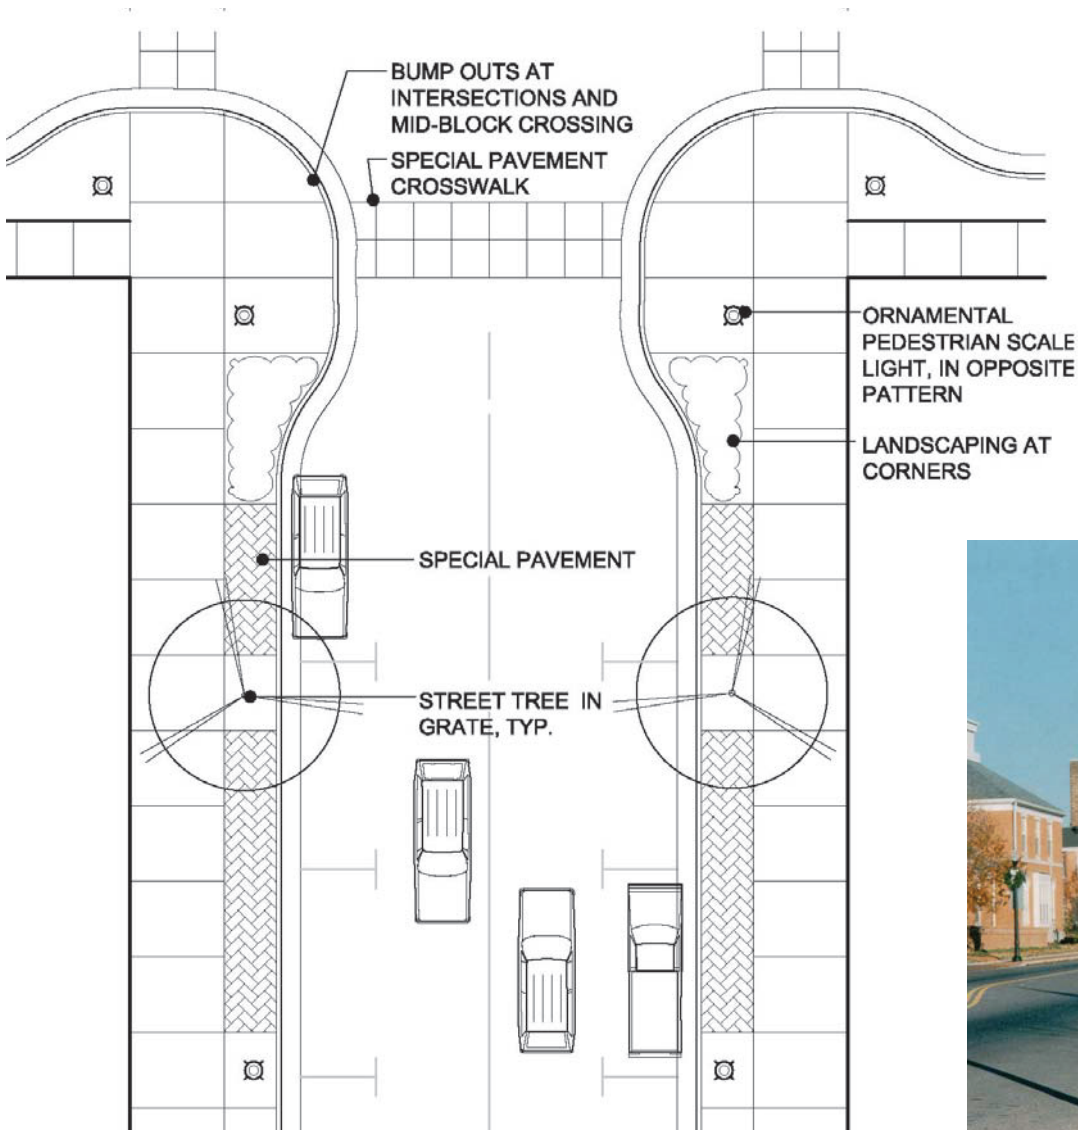 BUMP OUTS AT
INTERSECTIONS AND
MID-BLOCK CROSSING
SPECIAL PAVEMENT
CROSSWALK
ORNAMENTAL
PEDESTRIAN SCALE
LIGHT, IN OPPOSITE
PATTERN
LANDSCAPING AT
CORNERS
SPECIAL PAVEMENT
STREET TREE IN
GRATE, TYP.